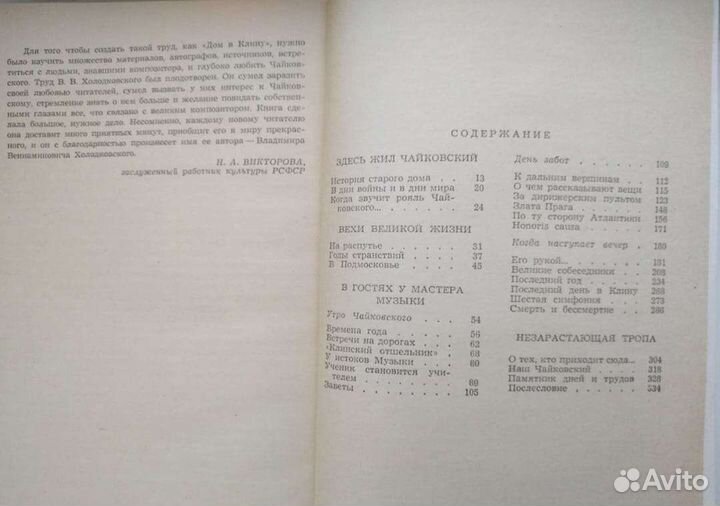 Для того чтобы создать такой труд, как «Дом в Клину», нужно
было научить множество материалов, автографов, источников, встре-
титься с людьми, знавшими композитора, и глубоко любить Чайков-
ского. Труд В. В. Холодковского был плодотворен. Он сумел заразить
своей любовью читателей, сумел вызвать у них интерес к Чайков-
скому, стремление знать о нем больше и желание повидать собствен-
ными глазами все, что связано с великим композитором. Книга сде-
лала большое, нужное дело. Несомненно, каждому новому читателю
она доставит много приятных минут, приобщит его к миру прекрас-
ного, и он с благодарностью произнесет имя ее автора — Владимира
Вениаминовича Холодковского.
Н. А. ВИКТОРОВА,
заслуженный работник культуры РСФСР
СОДЕРЖАНИЕ
ЗДЕСЬ ЖИЛ ЧАЙКОВСКИЙ
История старого дома . . 13
В дни войны и в дни мира 20
Когда звучит рояль Чай-
ковского... . . . . . . 24
ВЕХИ ВЕЛИКОЙ ЖИЗНИ
На распутье . . . . . . 31
Годы странствий . . . . 37
В Подмосковье . . . . . 45
В ГОСТЯХ У МАСТЕРА
МУЗЫКИ
Утро Чайковского . . . . 54
Времена года . . . . . . 56
Встречи на дорогах . . . 62
«Клинский отшельник» . . 68
У истоков Музыки . . . . 80
Ученик становится учи-
телем . . . . . . . . 89
Заветы . . . . . . . . 105
День забот . . . . . . 109
К дальним вершинам . . 112
О чем рассказывают вещи 115
За дирижерским пультом 123
Злата Прага . . . . . . 148
По ту сторону Атлантики 156
Honoris causa . . . . . 171
Когда наступает вечер . 180
Его рукой... . . . . . . 181
Великие собеседники . . 208
Последний год . . . . . 234
Последний день в Клину 268
Шестая симфония . . . . 273
Смерть и бессмертие . . 286
НЕЗАРАСТАЮЩАЯ ТРОПА
О тех, кто приходит сюда... 304
Наш Чайковский . . . . 318
Памятник дней и трудов 328
Послесловие . . . . . . 534
Avito